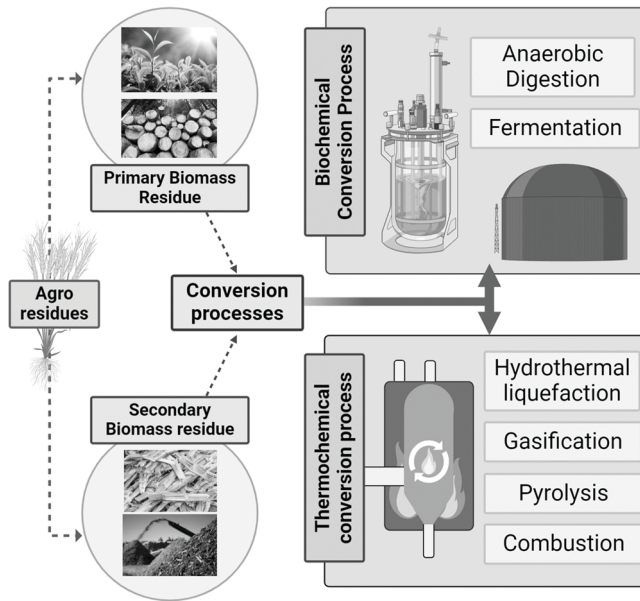 Primary Biomass
Residue
Agro
residues
Conversion
processes
Secondary
Biomass residue
Biochemical
Conversion Process
Anaerobic
Digestion
Fermentation
Thermochemical
conversion process
Hydrothermal
liquefaction
Gasification
Pyrolysis
Combustion